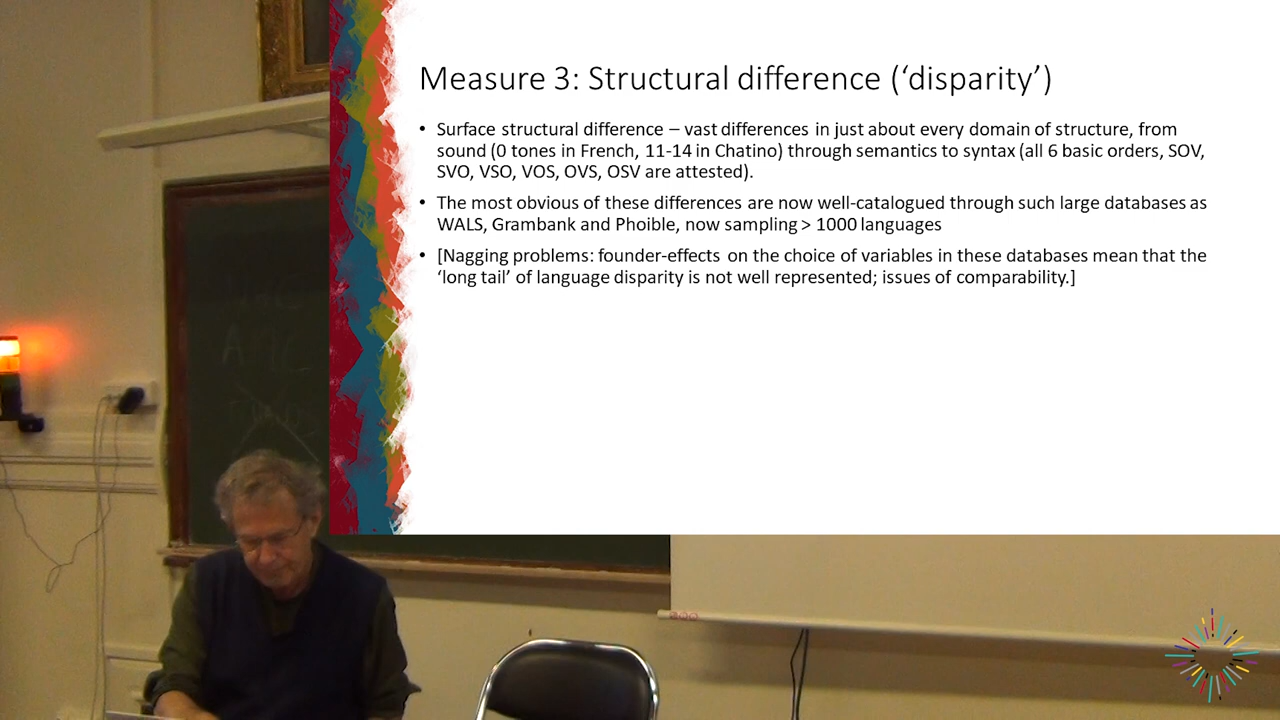 Measure 3: Structural difference (‘disparity’)
• Surface structural difference – vast differences in just about every domain of structure, from
sound (0 tones in French, 11-14 in Chatino) through semantics to syntax (all 6 basic orders, SOV,
SVO, VSO, VOS, OVS, OSV are attested).
• The most obvious of these differences are now well-catalogued through such large databases as
WALS, Grambank and Phoible, now sampling > 1000 languages
• [Nagging problems: founder-effects on the choice of variables in these databases mean that the
‘long tail’ of language disparity is not well represented; issues of comparability.]